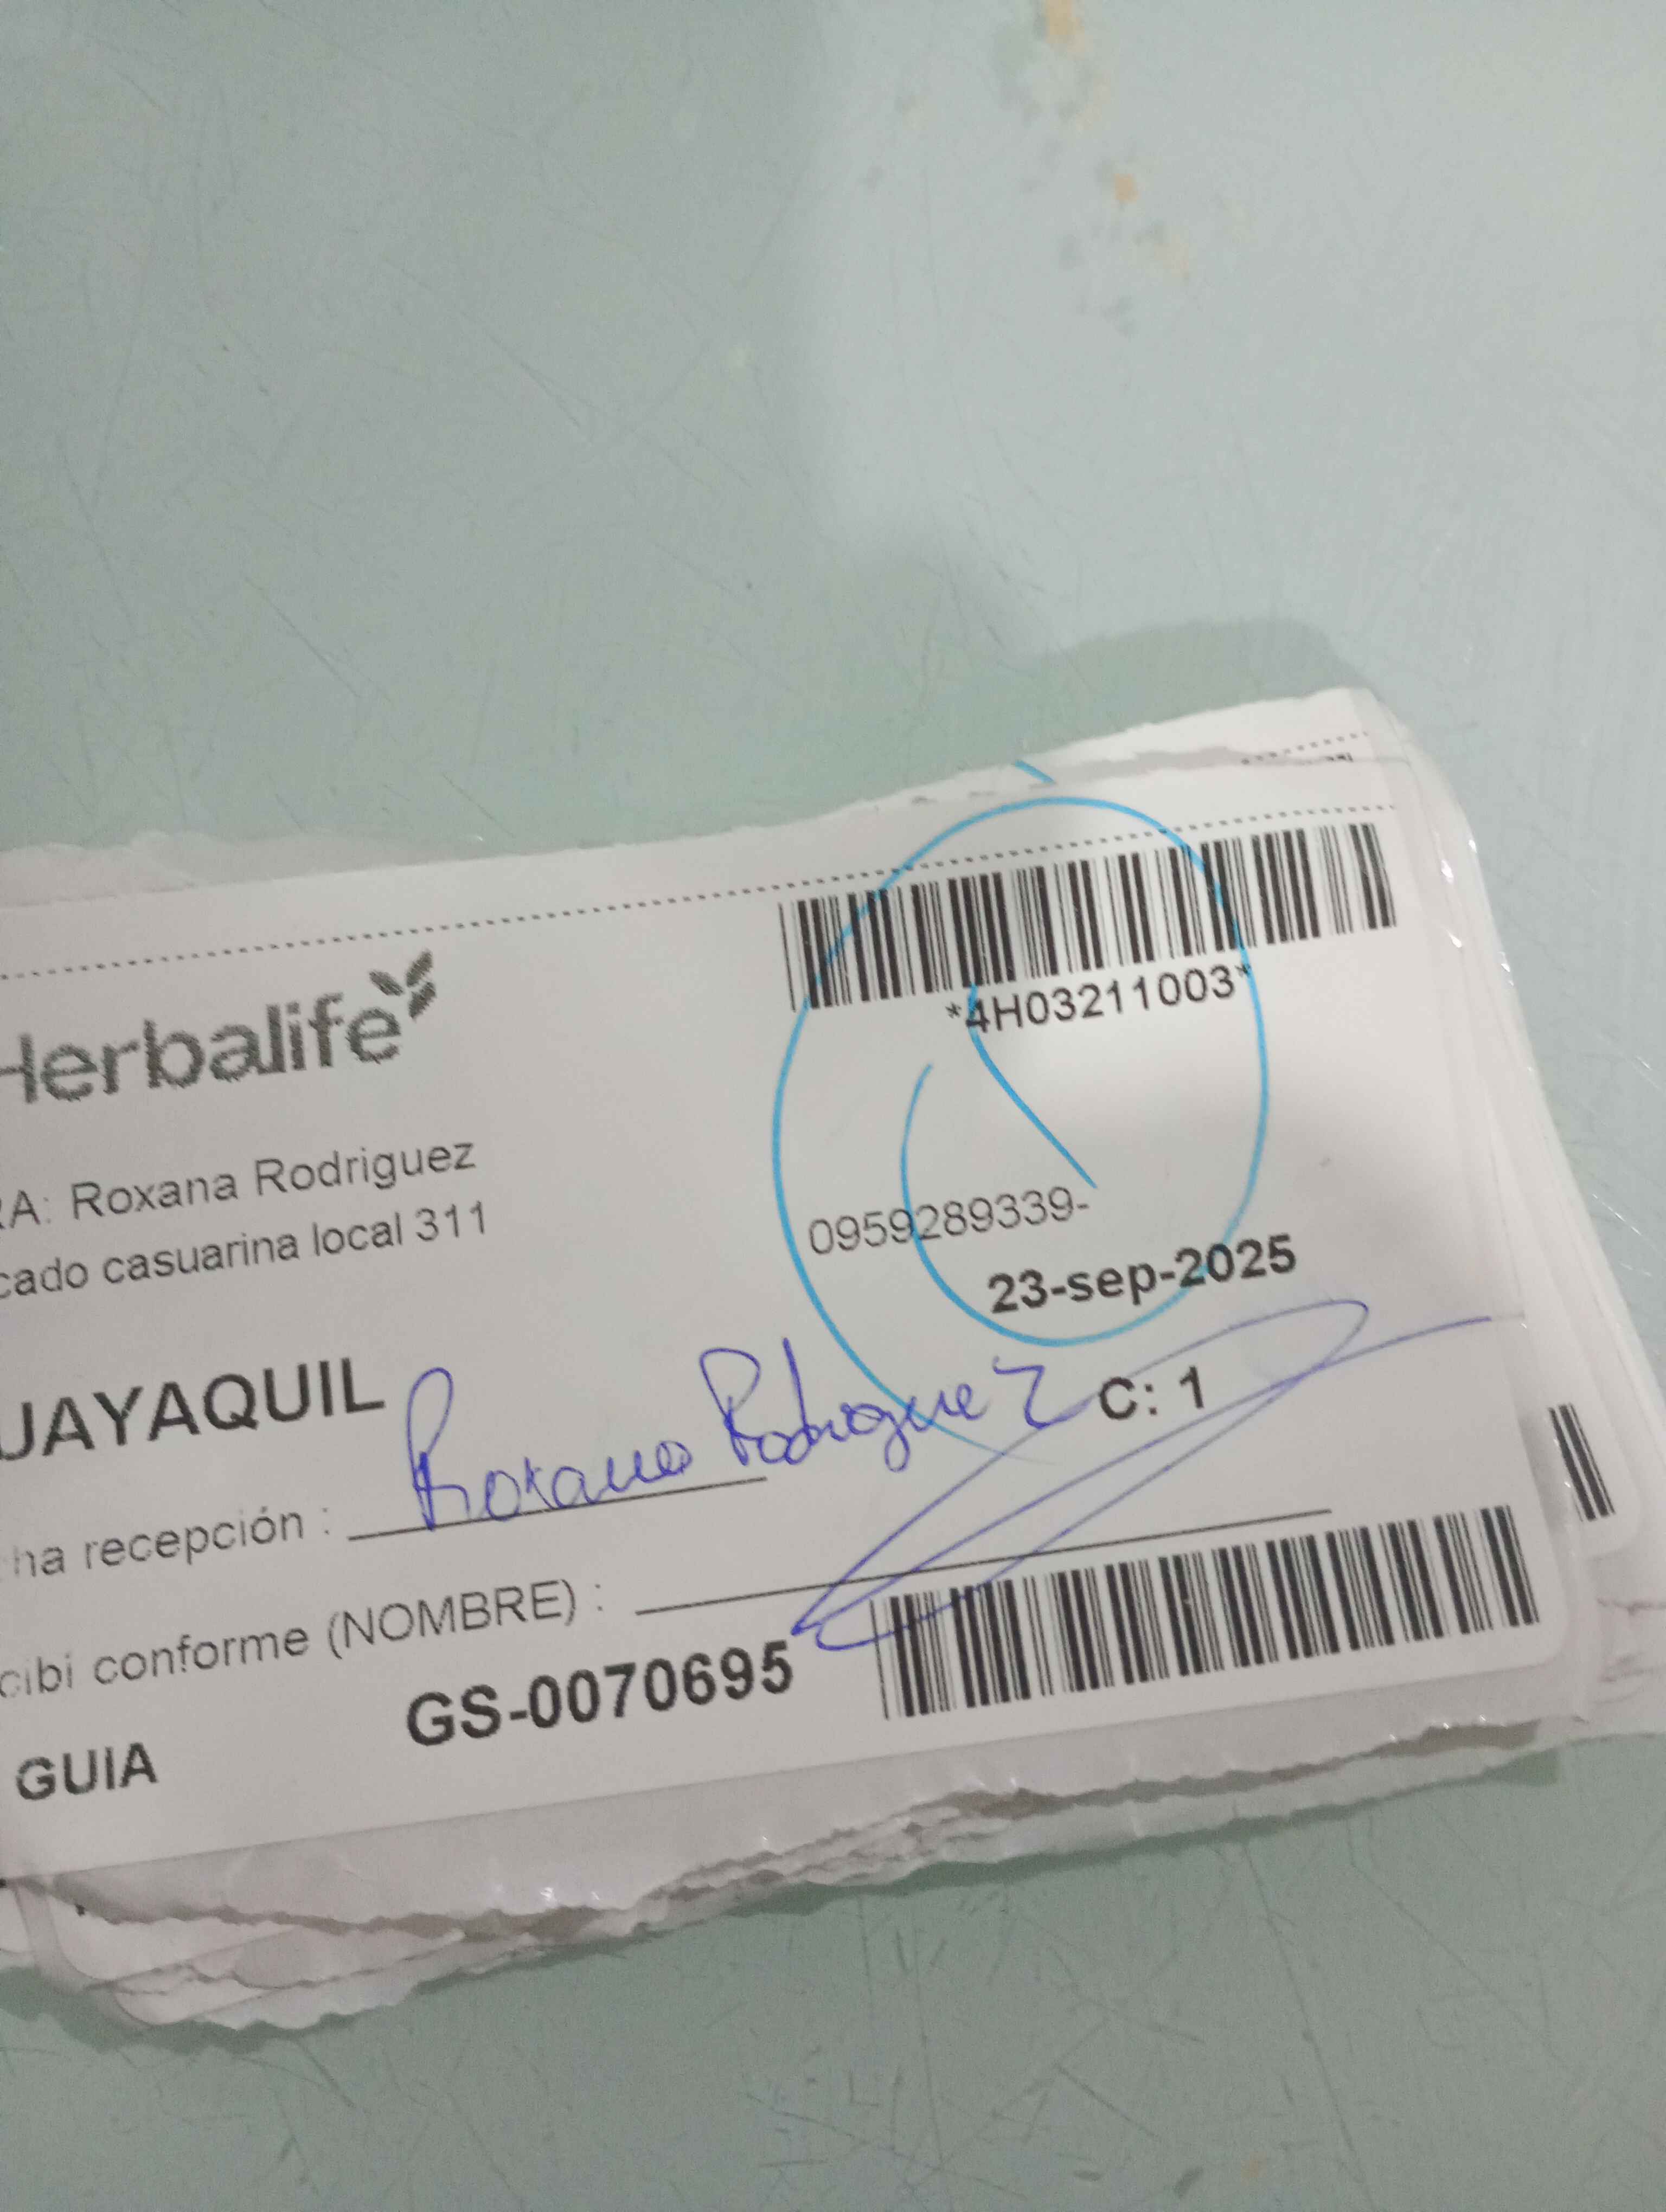 Herbalife
*4H03211003*
RA: Roxana Rodriguez
cado casuarina local 311
0959289339-
23-sep-2025
UAYAQUIL
C: 1
Roxana Rodriguez
ha recepción :
cibi conforme (NOMBRE) :
GUIA
GS-0070695